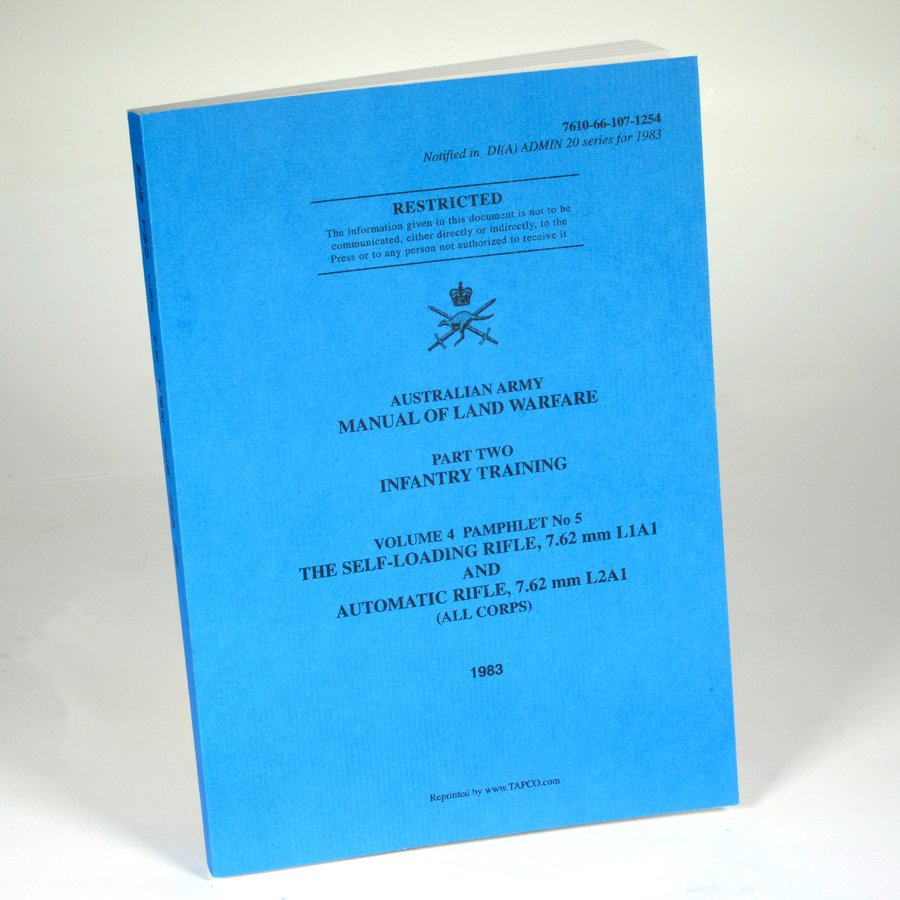 7610-66-107-1254
Notified in DI(A) ADMIN 20 series for 1983
RESTRICTED
The information given in this document is not to be
communicated, either directly or indirectly, to the
Press or to any person not authorized to receive it
AUSTRALIAN ARMY
MANUAL OF LAND WARFARE
PART TWO
INFANTRY TRAINING
VOLUME 4 PAMPHLET No 5
THE SELF-LOADING RIFLE, 7.62 mm L1A1
AND
AUTOMATIC RIFLE, 7.62 mm L2A1
(ALL CORPS)
1983
Reprinted by www.TAPCO.com